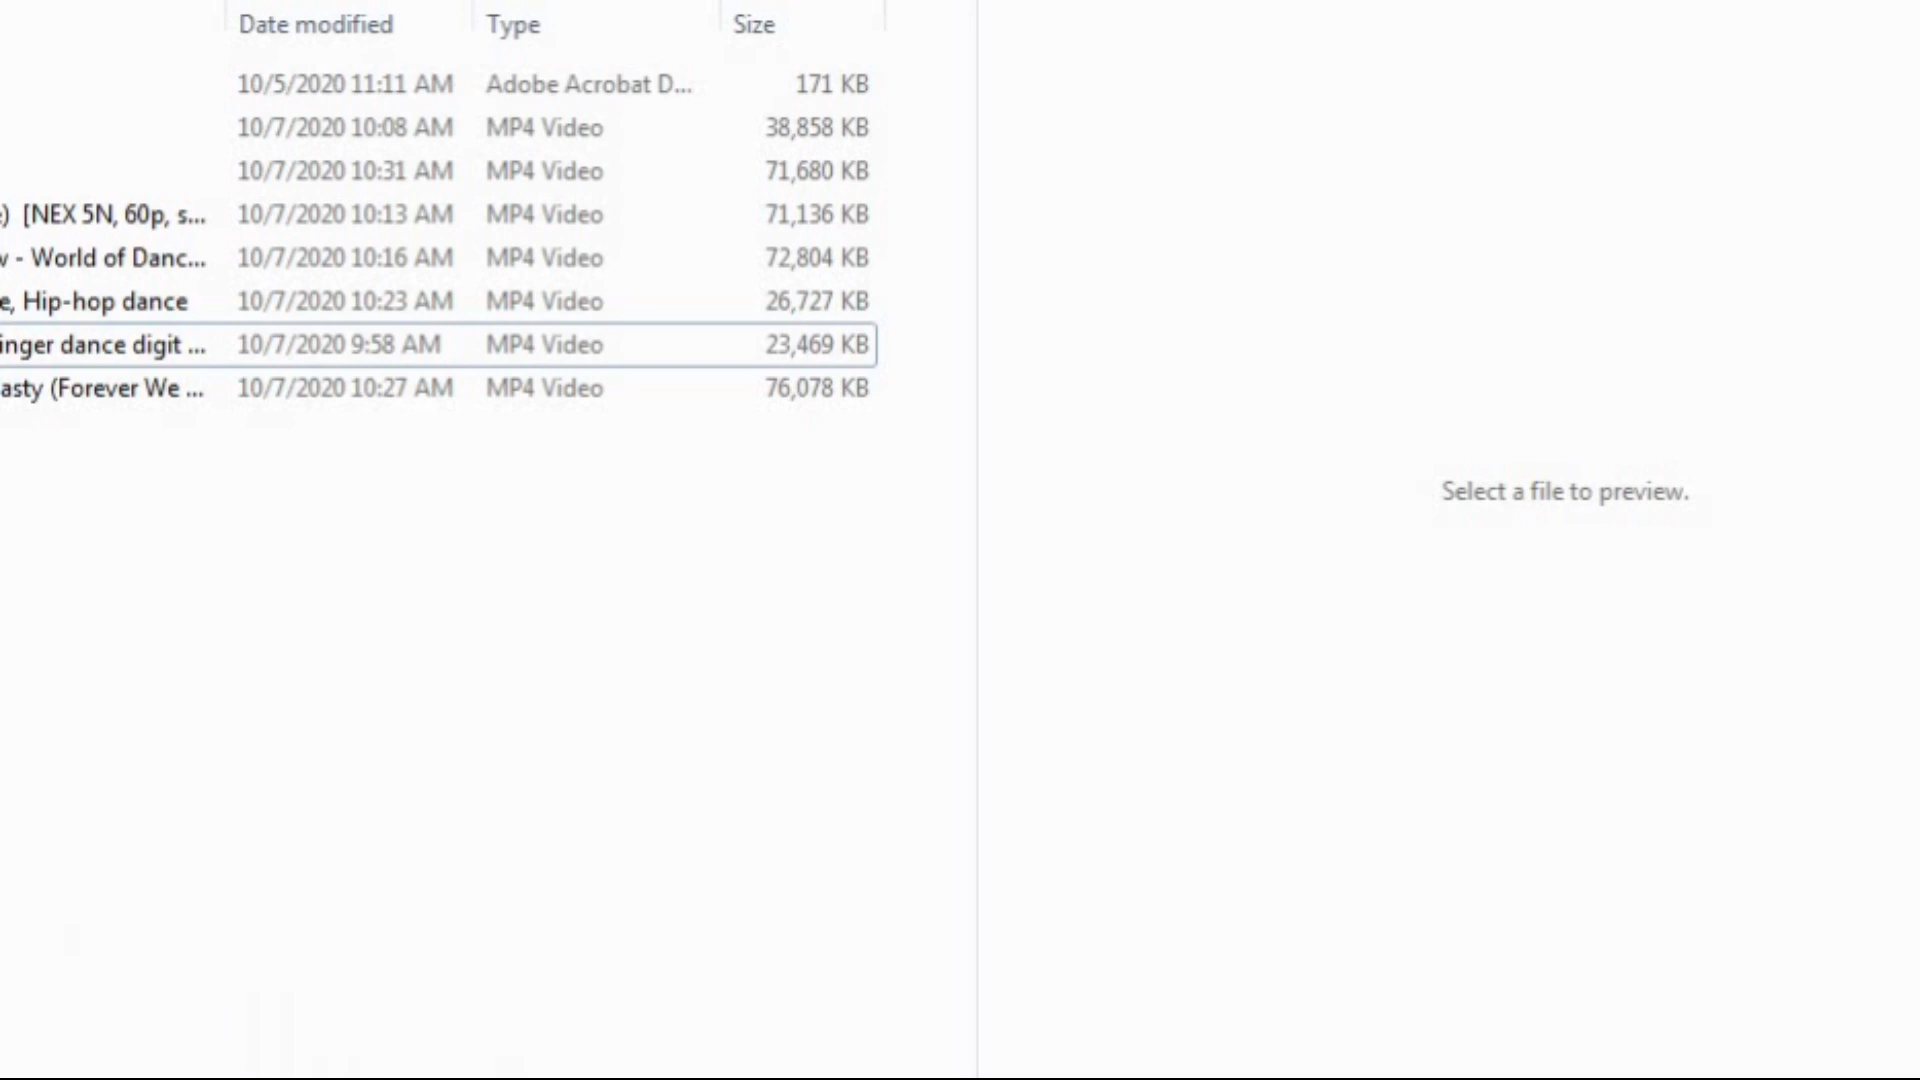 Date modified Type Size
10/5/2020 11:11 AM Adobe Acrobat D... 171 KB
10/7/2020 10:08 AM MP4 Video 38,858 KB
10/7/2020 10:31 AM MP4 Video 71,680 KB
) [NEX 5N, 60p, s... 10/7/2020 10:13 AM MP4 Video 71,136 KB
- World of Danc... 10/7/2020 10:16 AM MP4 Video 72,804 KB
e, Hip-hop dance 10/7/2020 10:23 AM MP4 Video 26,727 KB
inger dance digit ... 10/7/2020 9:58 AM MP4 Video 23,469 KB
asty (Forever We ... 10/7/2020 10:27 AM MP4 Video 76,078 KB
Select a file to preview.